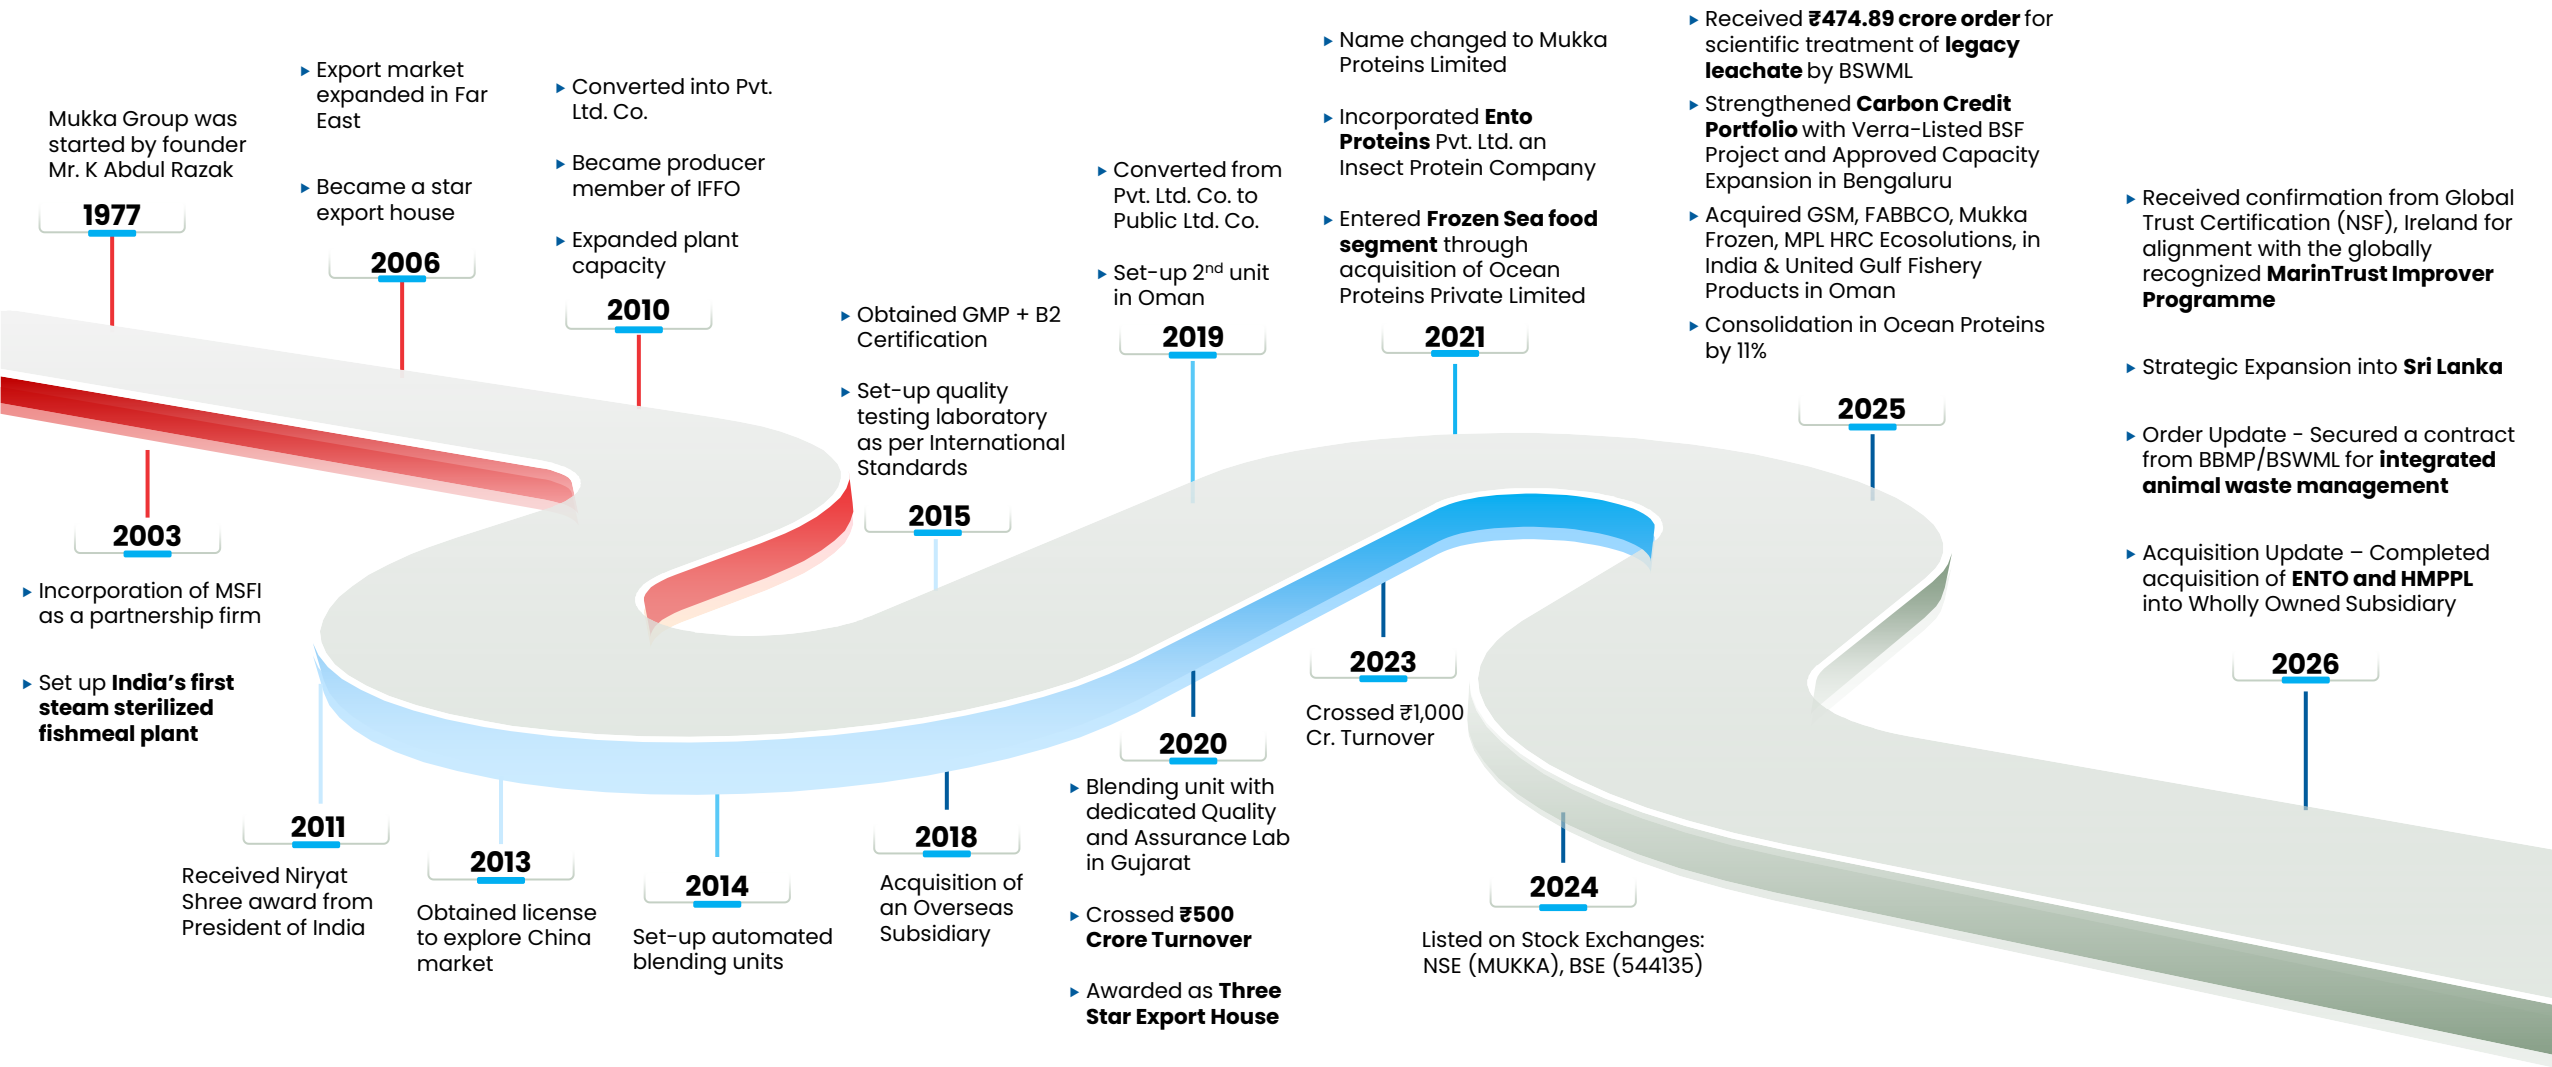 Mukka Group was
started by founder
Mr. K Abdul Razak
1977
Incorporation of MSFI
as a partnership firm
Set up India's first
steam sterilized
fishmeal plant
2003
Export market
expanded in Far
East
Became a star
export house
2006
Converted into Pvt.
Ltd. Co.
Became producer
member of IFFO
Expanded plant
capacity
2010
2011
Received Niryat
Shree award from
President of India
2013
Obtained license
to explore China
market
2014
Set-up automated
blending units
Obtained GMP + B2
Certification
Set-up quality
testing laboratory
as per International
Standards
2015
2018
Acquisition of
an Overseas
Subsidiary
Converted from
Pvt. Ltd. Co. to
Public Ltd. Co.
Set-up 2nd unit
in Oman
2019
2020
Blending unit with
dedicated Quality
and Assurance Lab
in Gujarat
Crossed ₹500
Crore Turnover
Awarded as Three
Star Export House
Name changed to Mukka
Proteins Limited
Incorporated Ento
Proteins Pvt. Ltd. an
Insect Protein Company
Entered Frozen Sea food
segment through
acquisition of Ocean
Proteins Private Limited
2021
2023
Crossed ₹1,000
Cr. Turnover
2024
Listed on Stock Exchanges:
NSE (MUKKA), BSE (544135)
Received ₹474.89 crore order for
scientific treatment of legacy
leachate by BSWML
Strengthened Carbon Credit
Portfolio with Verra-Listed BSF
Project and Approved Capacity
Expansion in Bengaluru
Acquired GSM, FABBCO, Mukka
Frozen, MPL HRC Ecosolutions, in
India & United Gulf Fishery
Products in Oman
Consolidation in Ocean Proteins
by 11%
2025
Received confirmation from Global
Trust Certification (NSF), Ireland for
alignment with the globally
recognized MarinTrust Improver
Programme
Strategic Expansion into Sri Lanka
Order Update - Secured a contract
from BBMP/BSWML for integrated
animal waste management
Acquisition Update – Completed
acquisition of ENTO and HMPPL
into Wholly Owned Subsidiary
2026